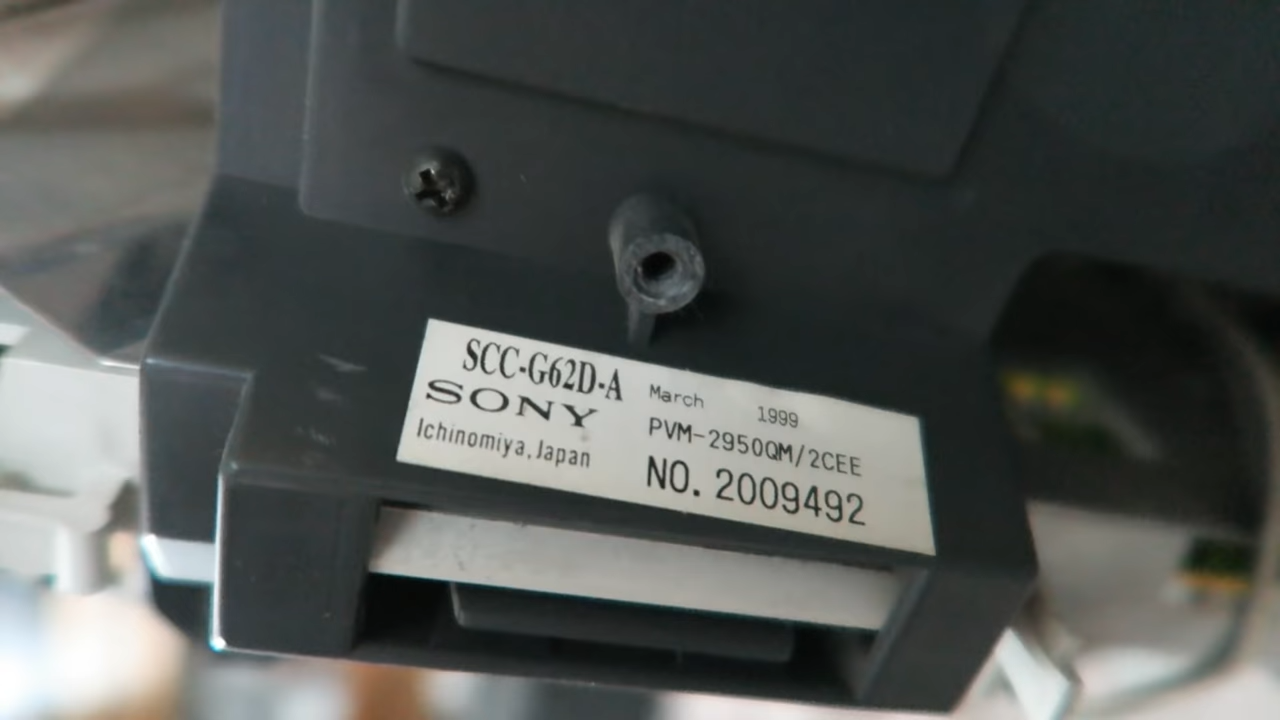 SCC-G62D-A
SONY
Ichinomiya,Japan
March 1999
PVM-2950QM/2CEE
NO. 2009492